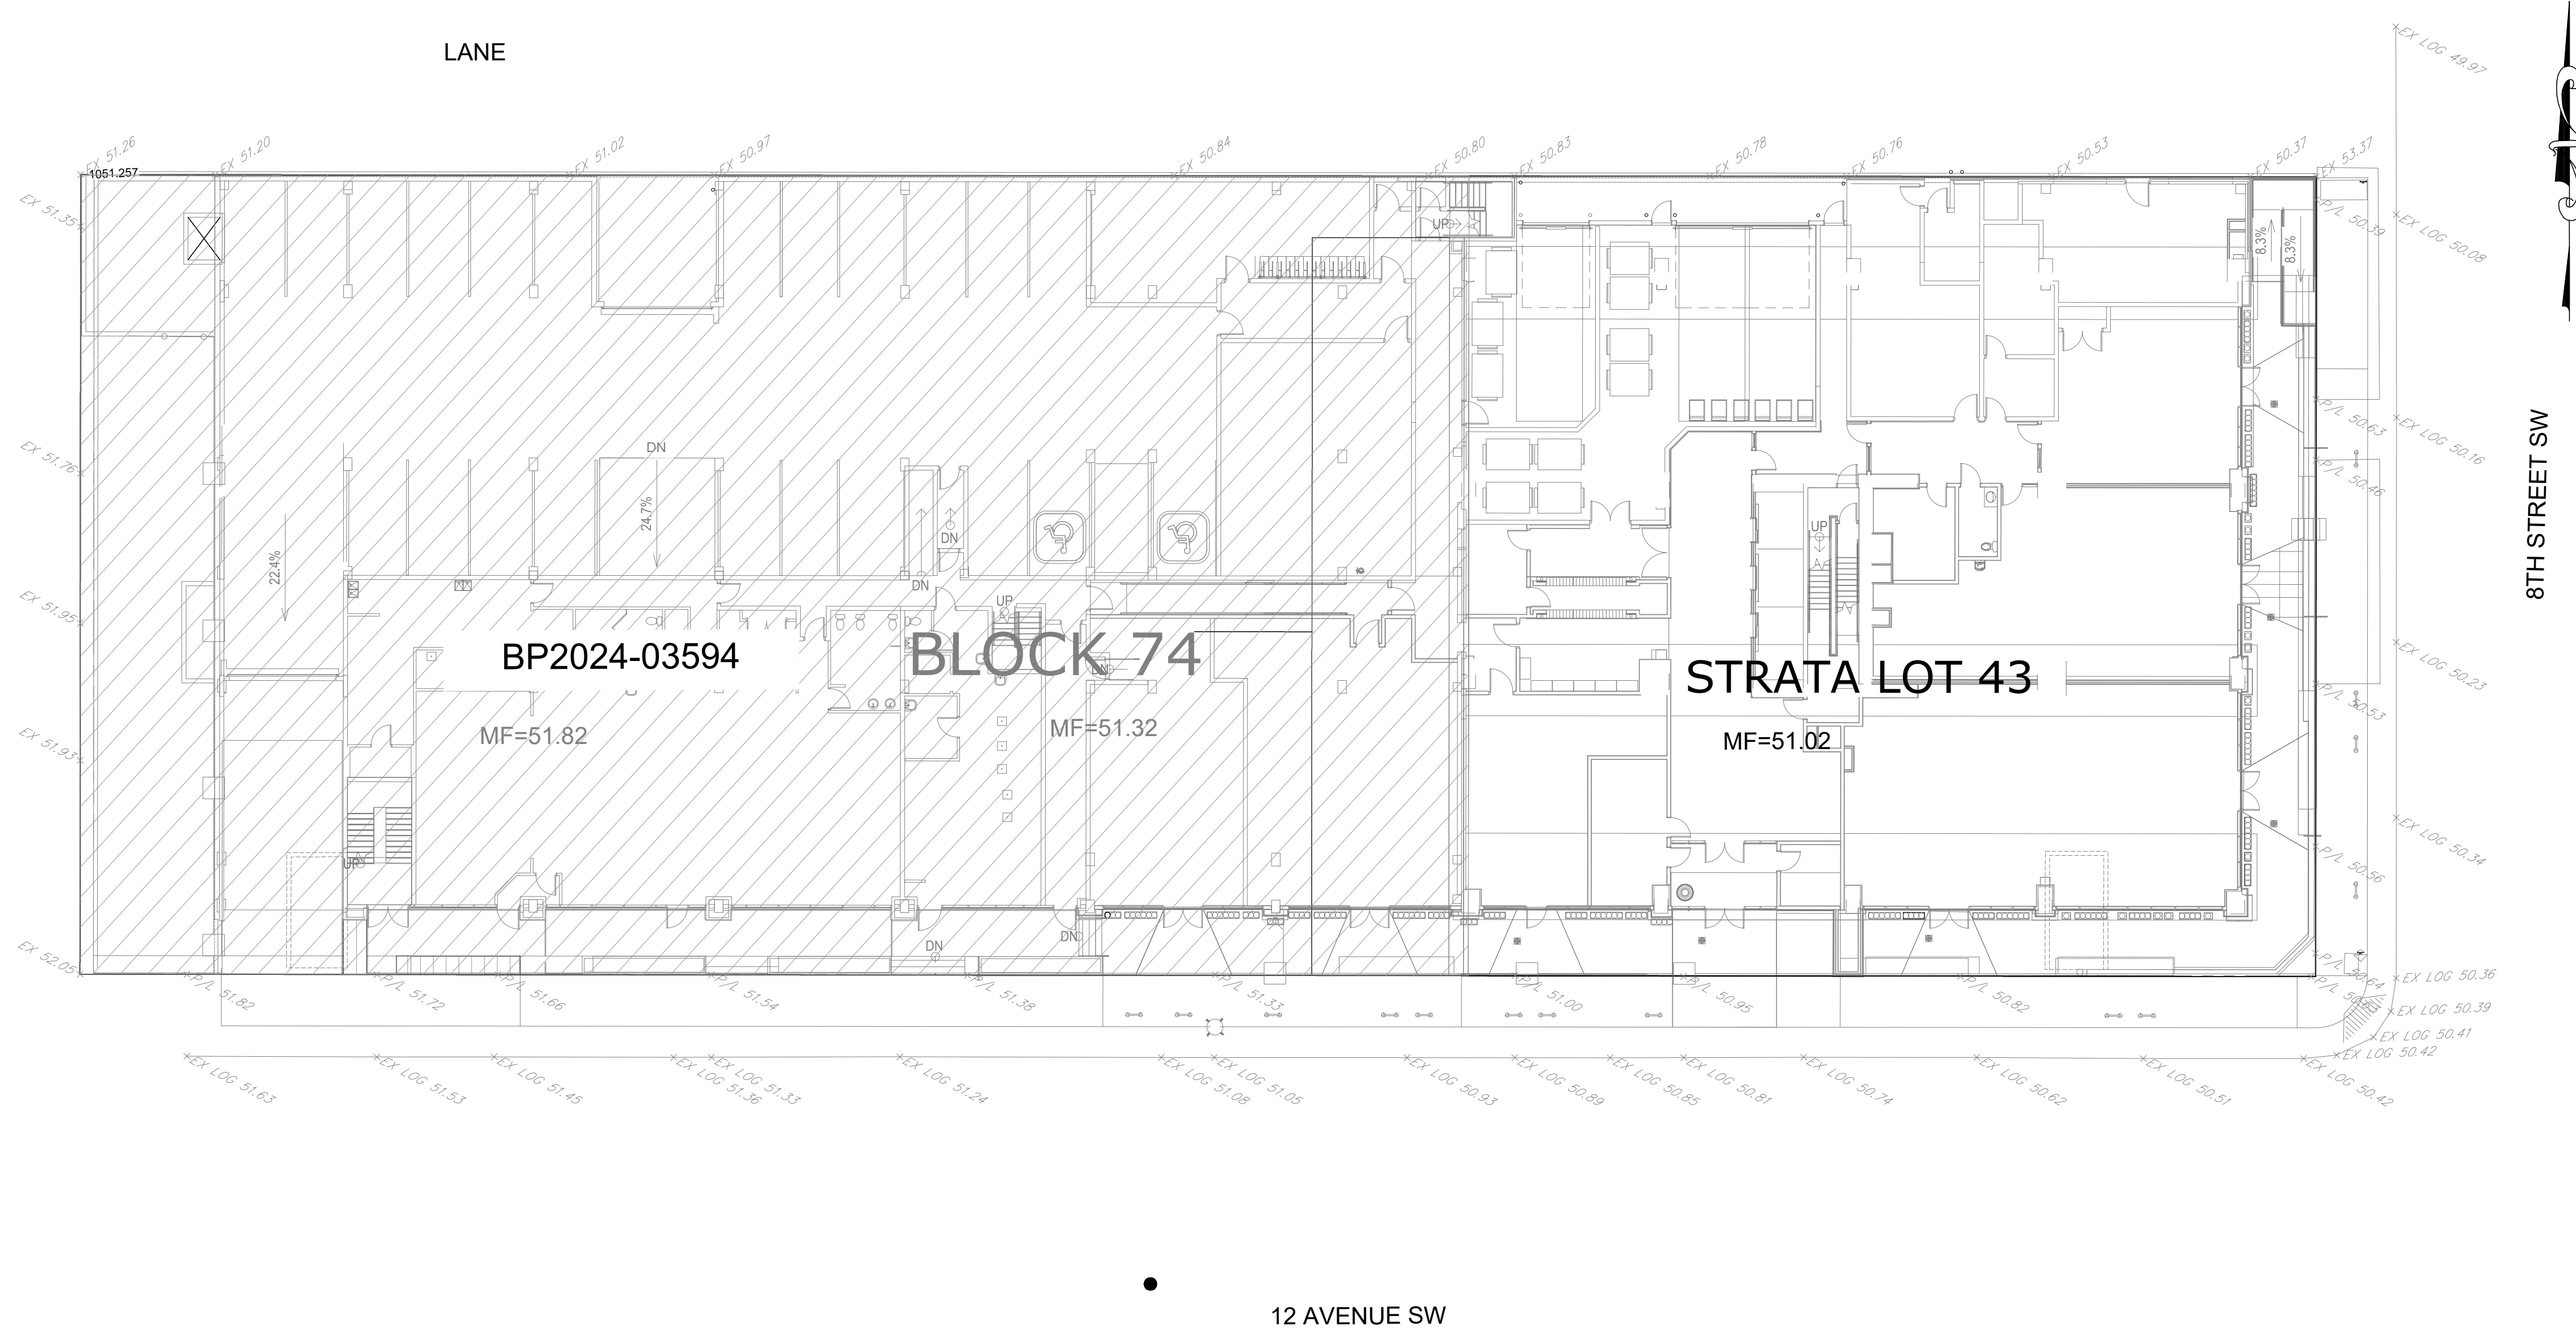 LANE
EX LOG 49.97
EX 51.26
EX 51.20
EX 51.02
EX 50.97
EX 50.84
EX 50.80
EX 50.83
EX 50.78
EX 50.76
EX 50.53
EX 50.37
EX 53.37
1051.257
EX 51.35
UP
8.3%
8.3%
P/L 50.39
EX LOG 50.08
EX 51.76
DN
24.7%
22.4%
DN
DN
UP
P/L 50.63
P/L 50.46
EX LOG 50.16
8TH STREET SW
EX 51.95
UP
BP2024-03594
BLOCK 74
STRATA LOT 43
MF=51.82
MF=51.32
MF=51.02
P/L 50.53
EX LOG 50.23
EX 51.93
UP
P/L 50.56
EX LOG 50.34
DN
DN
EX 52.05
P/L 51.82
P/L 51.72
P/L 51.66
P/L 51.54
P/L 51.38
P/L 51.33
P/L 51.00
P/L 50.95
P/L 50.82
P/L 50.64
EX LOG 50.36
EX LOG 50.39
EX LOG 50.41
EX LOG 50.42
EX LOG 51.63
EX LOG 51.53
EX LOG 51.45
EX LOG 51.36
EX LOG 51.33
EX LOG 51.24
EX LOG 51.08
EX LOG 51.05
EX LOG 50.93
EX LOG 50.89
EX LOG 50.85
EX LOG 50.81
EX LOG 50.74
EX LOG 50.62
EX LOG 50.51
EX LOG 50.42
12 AVENUE SW